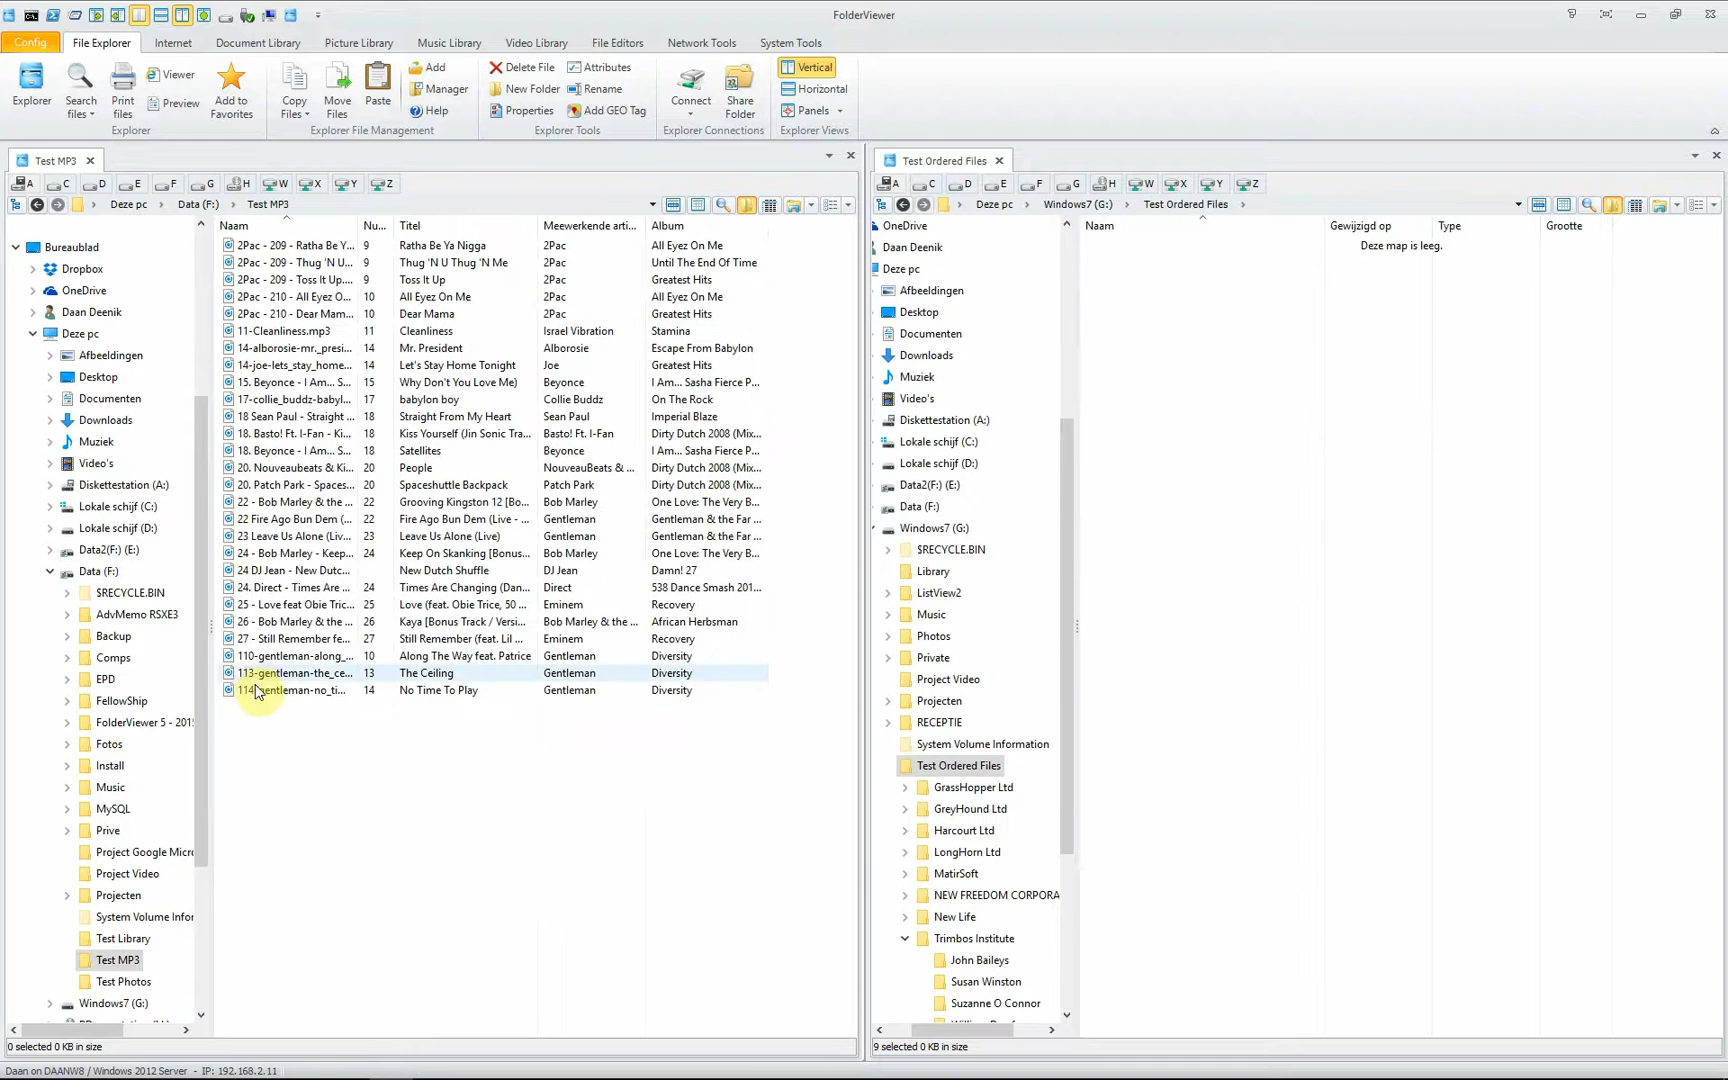 FolderViewer
Config File Explorer Internet Document Library Picture Library Music Library Video Library File Editors Network Tools System Tools
Explorer
Search files
Print files
Viewer
Preview
Add to Favorites
Explorer
Copy Files
Move Files
Paste
Add
Manager
Help
Explorer File Management
Delete File
New Folder
Properties
Attributes
Rename
Add GEO Tag
Explorer Tools
Connect
Share Folder
Explorer Connections
Vertical
Horizontal
Panels
Explorer Views
Test MP3
A C D E F G H W X Y Z
Deze pc Data (F:) Test MP3
Bureaublad
Dropbox
OneDrive
Daan Deenik
Deze pc
Afbeeldingen
Desktop
Documenten
Downloads
Muziek
Video's
Diskettestation (A:)
Lokale schijf (C:)
Lokale schijf (D:)
Data2(F:) (E:)
Data (F:)
$RECYCLE.BIN
AdvMemo RSXE3
Backup
Comps
EPD
FellowShip
FolderViewer 5 - 201
Fotos
Install
Music
MySQL
Prive
Project Google Micro
Project Video
Projecten
System Volume Infor
Test Library
Test MP3
Test Photos
Windows7 (G:)
Naam Nu... Titel Meewerkende arti... Album
2Pac - 209 - Ratha Be Y... 9 Ratha Be Ya Nigga 2Pac All Eyez On Me
2Pac - 209 - Thug 'N U... 9 Thug 'N U Thug 'N Me 2Pac Until The End Of Time
2Pac - 209 - Toss It Up.... 9 Toss It Up 2Pac Greatest Hits
2Pac - 210 - All Eyez O... 10 All Eyez On Me 2Pac All Eyez On Me
2Pac - 210 - Dear Mama... 10 Dear Mama 2Pac Greatest Hits
11-Cleanliness.mp3 11 Cleanliness Israel Vibration Stamina
14-alborosie-mr._presi... 14 Mr. President Alborosie Escape From Babylon
14-joe-lets_stay_home... 14 Let's Stay Home Tonight Joe Greatest Hits
15. Beyonce - I Am... S... 15 Why Don't You Love Me) Beyonce I Am... Sasha Fierce P...
17-collie_buddz-babyl... 17 babylon boy Collie Buddz On The Rock
18 Sean Paul - Straight ... 18 Straight From My Heart Sean Paul Imperial Blaze
18. Basto! Ft. I-Fan - Ki... 18 Kiss Yourself (Jin Sonic Tra... Basto! Ft. I-Fan Dirty Dutch 2008 (Mix...
18. Beyonce - I Am... S... 18 Satellites Beyonce I Am... Sasha Fierce P...
20. Nouveaubeats & Ki... 20 People NouveauBeats & ... Dirty Dutch 2008 (Mix...
20. Patch Park - Spaces... 20 Spaceshuttle Backpack Patch Park Dirty Dutch 2008 (Mix...
22 - Bob Marley & the ... 22 Grooving Kingston 12 [Bo... Bob Marley One Love: The Very B...
22 Fire Ago Bun Dem (... 22 Fire Ago Bun Dem (Live - ... Gentleman Gentleman & the Far ...
23 Leave Us Alone (Liv... 23 Leave Us Alone (Live) Gentleman Gentleman & the Far ...
24 - Bob Marley - Keep... 24 Keep On Skanking [Bonus... Bob Marley One Love: The Very B...
24 DJ Jean - New Dutc... 24 New Dutch Shuffle DJ Jean Damn! 27
24. Direct - Times Are ... 24 Times Are Changing (Dan... Direct 538 Dance Smash 201...
25 - Love feat Obie Tric... 25 Love (feat. Obie Trice, 50 ... Eminem Recovery
26 - Bob Marley & the... 26 Kaya [Bonus Track / Versi... Bob Marley & the ... African Herbsman
27 - Still Remember fe... 27 Still Remember (feat. Lil ... Eminem Recovery
110-gentleman-along_... 10 Along The Way feat. Patrice Gentleman Diversity
113-gentleman-the_ce... 13 The Ceiling Gentleman Diversity
114-gentleman-no_ti... 14 No Time To Play Gentleman Diversity
0 selected 0 KB in size
Test Ordered Files
A C D E F G H W X Y Z
Deze pc Windows7 (G:) Test Ordered Files
OneDrive
Daan Deenik
Deze pc
Afbeeldingen
Desktop
Documenten
Downloads
Muziek
Video's
Diskettestation (A:)
Lokale schijf (C:)
Lokale schijf (D:)
Data2(F:) (E:)
Data (F:)
Windows7 (G:)
$RECYCLE.BIN
Library
ListView2
Music
Photos
Private
Project Video
Projecten
RECEPTIE
System Volume Information
Test Ordered Files
GrassHopper Ltd
GreyHound Ltd
Harcourt Ltd
LongHorn Ltd
MatirSoft
NEW FREEDOM CORPORA
New Life
Trimbos Institute
John Baileys
Susan Winston
Suzanne O Connor
Naam Gewijzigd op Type Grootte
Deze map is leeg.
9 selected 0 KB in size
Daan on DAANW8 / Windows 2012 Server - IP: 192.168.2.11